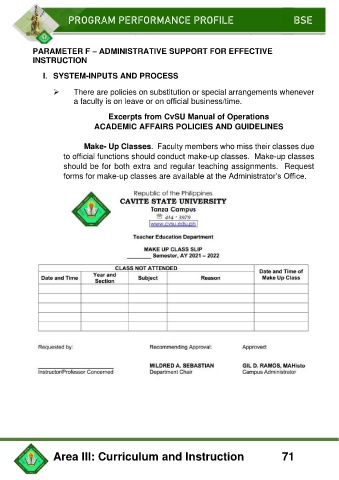 PROGRAM PERFORMANCE PROFILE BSE
PARAMETER F – ADMINISTRATIVE SUPPORT FOR EFFECTIVE
INSTRUCTION
I. SYSTEM-INPUTS AND PROCESS
➢ There are policies on substitution or special arrangements whenever
a faculty is on leave or on official business/time.
Excerpts from CvSU Manual of Operations
ACADEMIC AFFAIRS POLICIES AND GUIDELINES
Make- Up Classes. Faculty members who miss their classes due
to official functions should conduct make-up classes. Make-up classes
should be for both extra and regular teaching assignments. Request
forms for make-up classes are available at the Administrator's Office.
Republic of the Philippines
CAVITE STATE UNIVERSITY
Tanza Campus
☏ 414 - 3979
www.cvsu.edu.ph
Teacher Education Department
MAKE UP CLASS SLIP
________ Semester, AY 2021 – 2022
CLASS NOT ATTENDED
Date and Time of
Make Up Class
Date and Time
Year and
Section
Subject
Reason
Requested by: Recommending Approval: Approved:
MILDRED A. SEBASTIAN GIL D. RAMOS, MAHisto
Instructor/Professor Concerned Department Chair Campus Administrator
Area III: Curriculum and Instruction 71